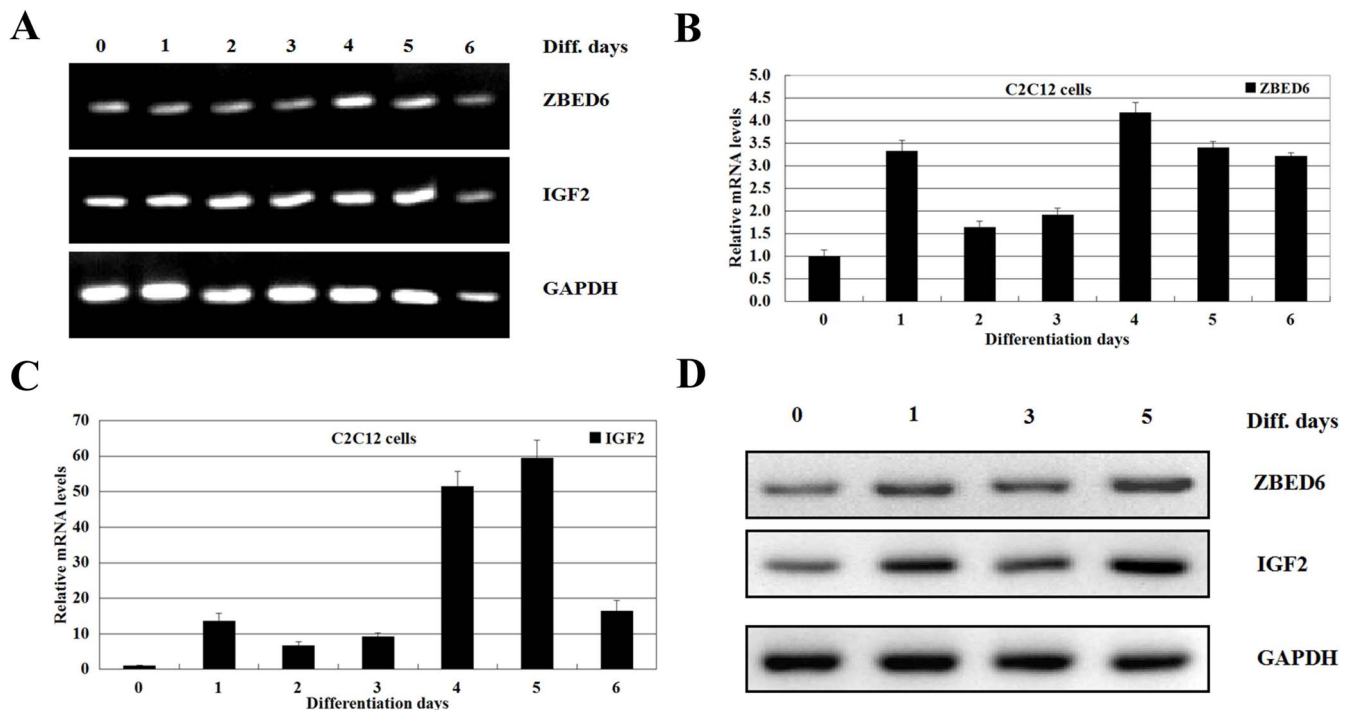 A
0 1 2 3 4 5 6 Diff. days
ZBED6
IGF2
GAPDH
B
C2C12 cells
ZBED6
Relative mRNA levels
5.0
4.5
4.0
3.5
3.0
2.5
2.0
1.5
1.0
0.5
0.0
0 1 2 3 4 5 6
Differentiation days
C
C2C12 cells
IGF2
Relative mRNA levels
70
60
50
40
30
20
10
0
0 1 2 3 4 5 6
Differentiation days
D
0 1 3 5 Diff. days
ZBED6
IGF2
GAPDH